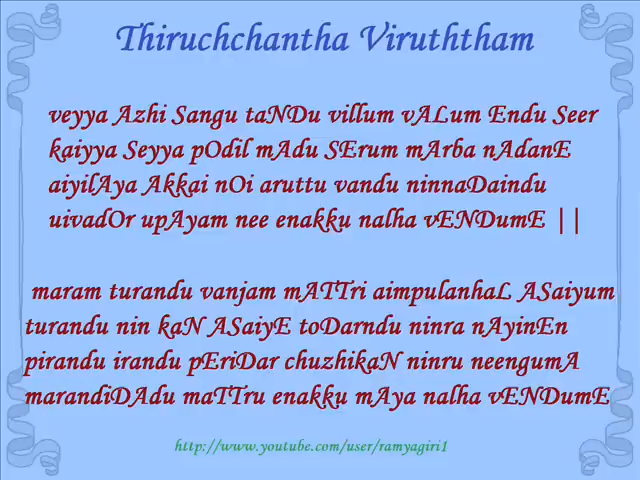 Thiruchchantha Viruththam
veyya Azhi Sangu taNDu villum vALum Endu Seer
kaiyya Seyya pOdil mAdu SErum mArba nAdanE
aiyilAya Akkai nOi aruttu vandu ninnaDaindu
uivadOr upAyam nee enakku nalha vENDumE ||
maram turandu vanjam mATTri aimpulanhaL ASaiyum
turandu nin kaN ASaiyE toDarndu ninra nAyinEn
pirandu irandu pEriDar chuzhikaN ninru neengumA
marandiDAdu maTTru enakku mAya nalha vENDumE
http://www.youtube.com/user/ramyagiri1